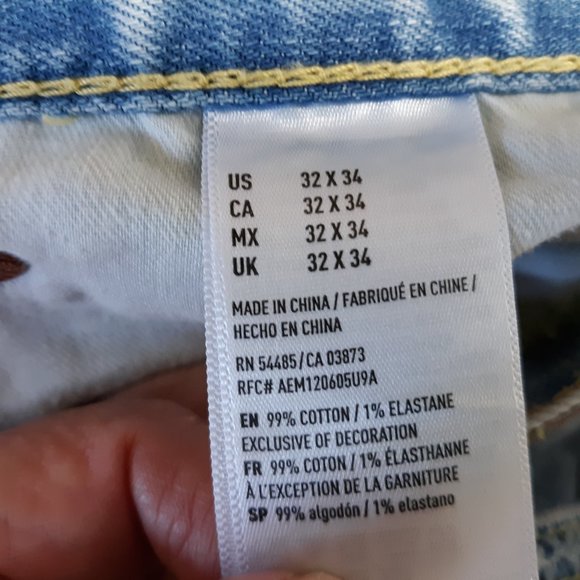 US 32 X 34
CA 32 X 34
MX 32 X 34
UK 32 X 34
MADE IN CHINA / FABRIQUÉ EN CHINE /
HECHO EN CHINA
RN 54485/CA 03873
RFC# AEM120605U9A
EN 99% COTTON / 1% ELASTANE
EXCLUSIVE OF DECORATION
FR 99% COTON / 1% ÉLASTHANNE
À L'EXCEPTION DE LA GARNITURE
SP 99% algodón / 1% elastano